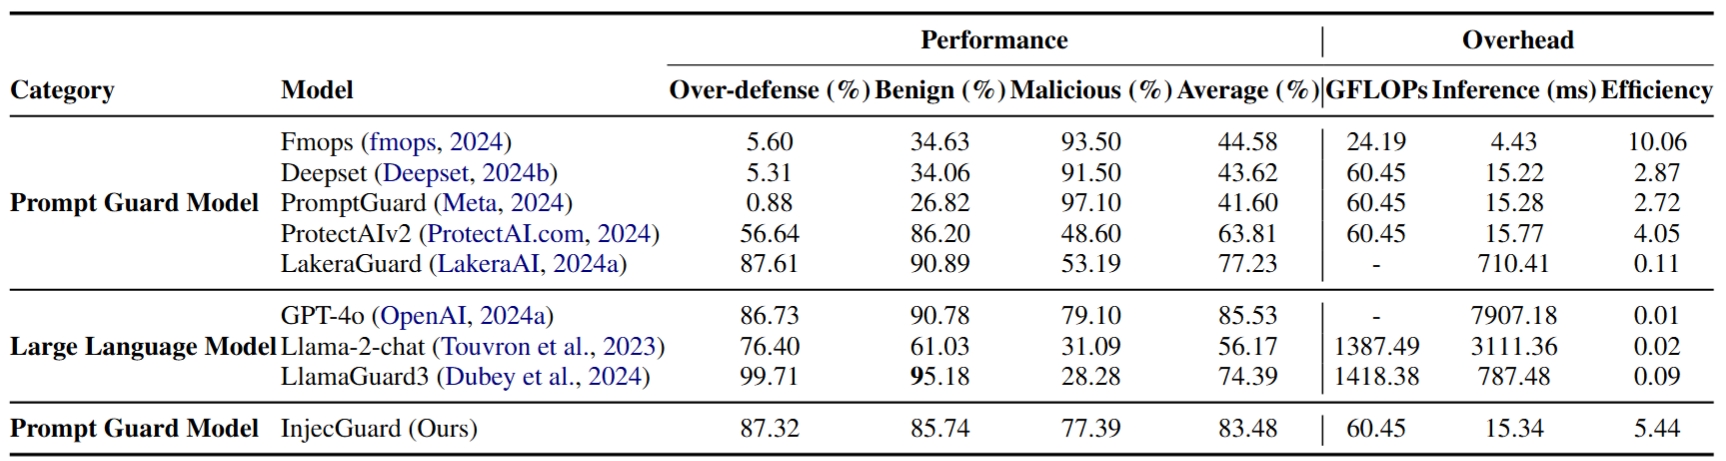 Performance Overhead
Category Model Over-defense (%) Benign (%) Malicious (%) Average (%) GFLOPs Inference (ms) Efficiency
Fmops (fmops, 2024) 5.60 34.63 93.50 44.58 24.19 4.43 10.06
Deepset (Deepset, 2024b) 5.31 34.06 91.50 43.62 60.45 15.22 2.87
Prompt Guard Model PromptGuard (Meta, 2024) 0.88 26.82 97.10 41.60 60.45 15.28 2.72
ProtectAIv2 (ProtectAI.com, 2024) 56.64 86.20 48.60 63.81 60.45 15.77 4.05
LakeraGuard (LakeraAI, 2024a) 87.61 90.89 53.19 77.23 - 710.41 0.11
GPT-4o (OpenAI, 2024a) 86.73 90.78 79.10 85.53 - 7907.18 0.01
Large Language Model Llama-2-chat (Touvron et al., 2023) 76.40 61.03 31.09 56.17 1387.49 3111.36 0.02
LlamaGuard3 (Dubey et al., 2024) 99.71 95.18 28.28 74.39 1418.38 787.48 0.09
Prompt Guard Model InjecGuard (Ours) 87.32 85.74 77.39 83.48 60.45 15.34 5.44